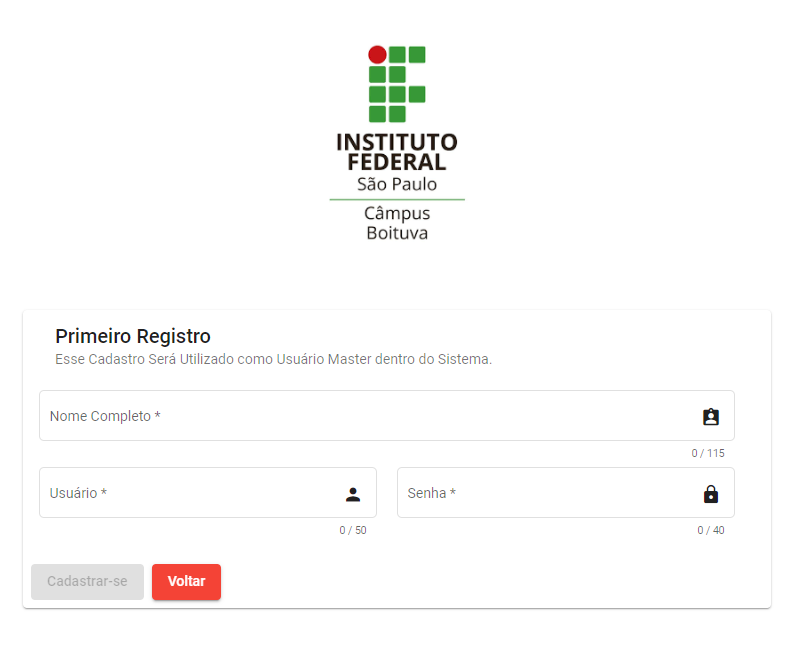 INSTITUTO
FEDERAL
São Paulo
Câmpus
Boituva
Primeiro Registro
Esse Cadastro Será Utilizado como Usuário Master dentro do Sistema.
Nome Completo *
0 / 115
Usuário *
Senha *
0 / 50
0 / 40
Cadastrar-se
Voltar